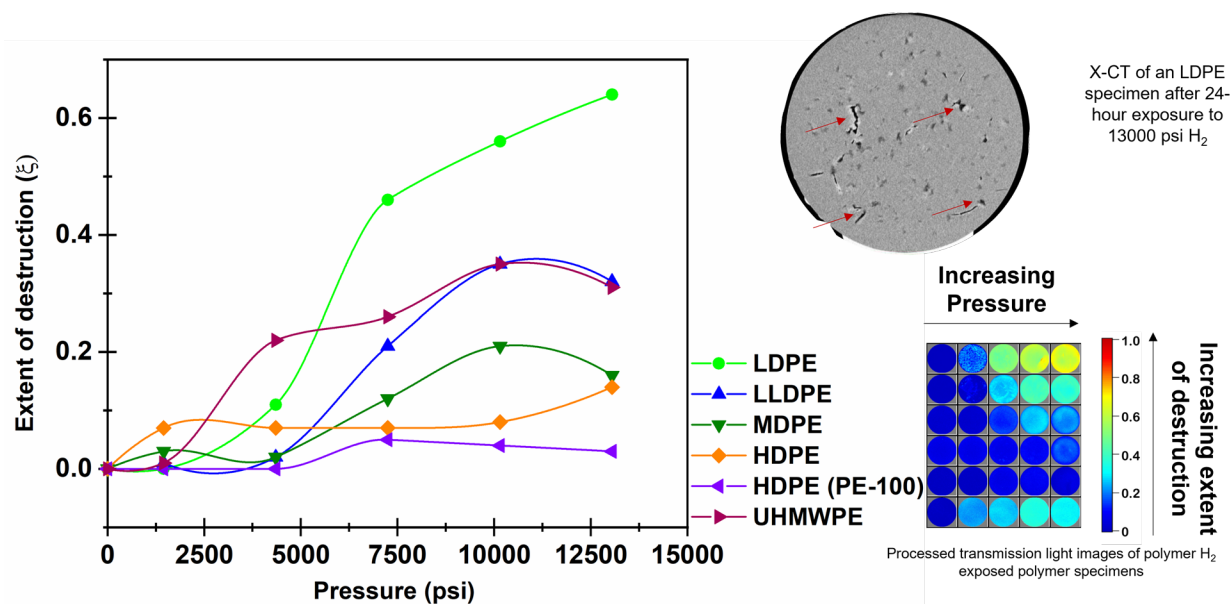 Extent of destruction (ξ)
0.6
0.4
0.2
0.0
0
2500
5000
7500
10000
12500
15000
Pressure (psi)
LDPE
LLDPE
MDPE
HDPE
HDPE (PE-100)
UHMWPE
X-CT of an LDPE
specimen after 24-
hour exposure to
13000 psi H₂
Increasing
Pressure
1.0
0.8
0.6
0.4
0.2
0
Increasing extent
of destruction
Processed transmission light images of polymer H₂
exposed polymer specimens